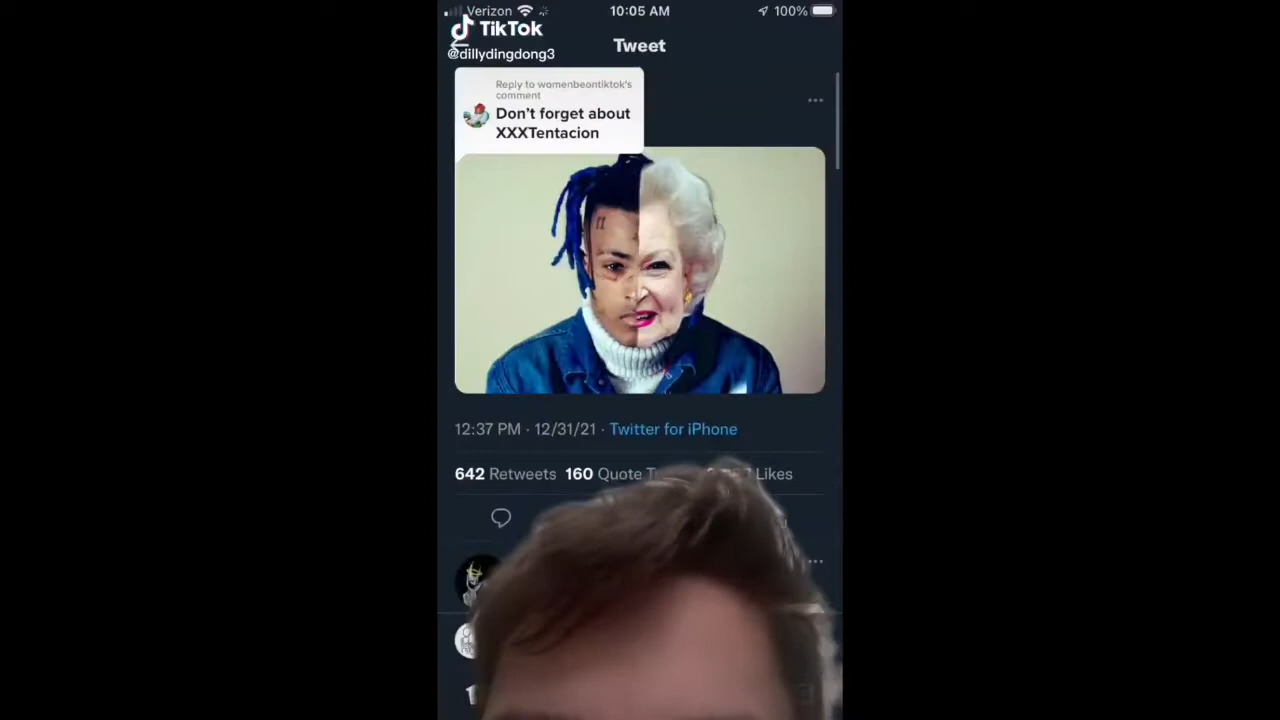 Verizon
10:05 AM
100%
TikTok
@dillydingdong3
Tweet
Reply to womenbeontiktok's
comment
Don't forget about
XXXTentacion
12:37 PM · 12/31/21 · Twitter for iPhone
642 Retweets 160 Quote Likes